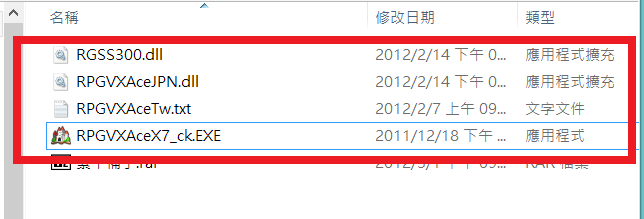 名稱 修改日期 類型
RGSS300.dll 2012/2/14 下午 0... 應用程式擴充
RPGVXAceJPN.dll 2012/2/14 下午 0... 應用程式擴充
RPGVXAceTw.txt 2012/2/7 上午 09... 文字文件
RPGVXAceX7_ck.EXE 2011/12/18 下午 ... 應用程式